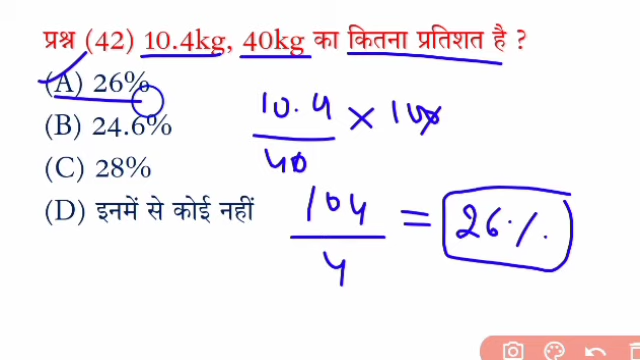 प्रश्न (42) 10.4kg, 40kg का कितना प्रतिशत है ?
(A) 26%
(B) 24.6%
(C) 28%
(D) इनमें से कोई नहीं
10.4 × 100
40
104 = 26%
4